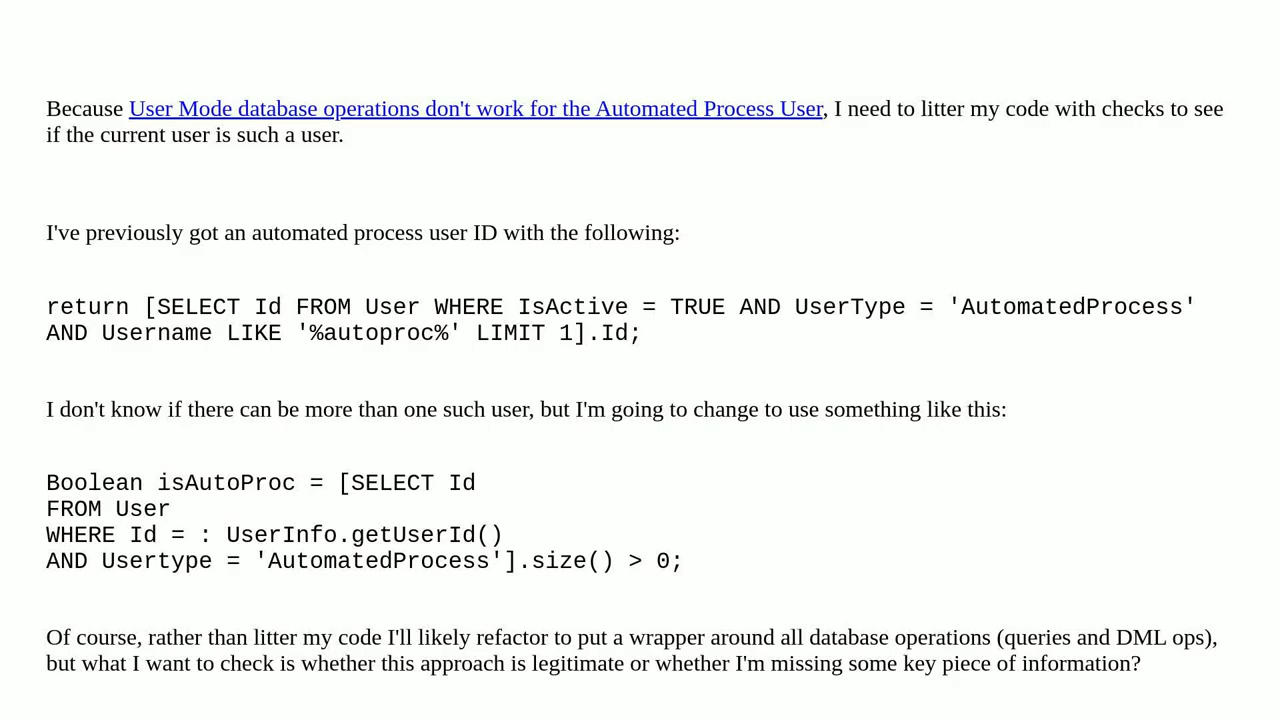 Because User Mode database operations don't work for the Automated Process User, I need to litter my code with checks to see
if the current user is such a user.
I've previously got an automated process user ID with the following:
return [SELECT Id FROM User WHERE IsActive = TRUE AND UserType = 'AutomatedProcess'
AND Username LIKE '%autoproc%' LIMIT 1].Id;
I don't know if there can be more than one such user, but I'm going to change to use something like this:
Boolean isAutoProc = [SELECT Id
FROM User
WHERE Id = : UserInfo.getUserId()
AND Usertype = 'AutomatedProcess'].size() > 0;
Of course, rather than litter my code I'll likely refactor to put a wrapper around all database operations (queries and DML ops),
but what I want to check is whether this approach is legitimate or whether I'm missing some key piece of information?